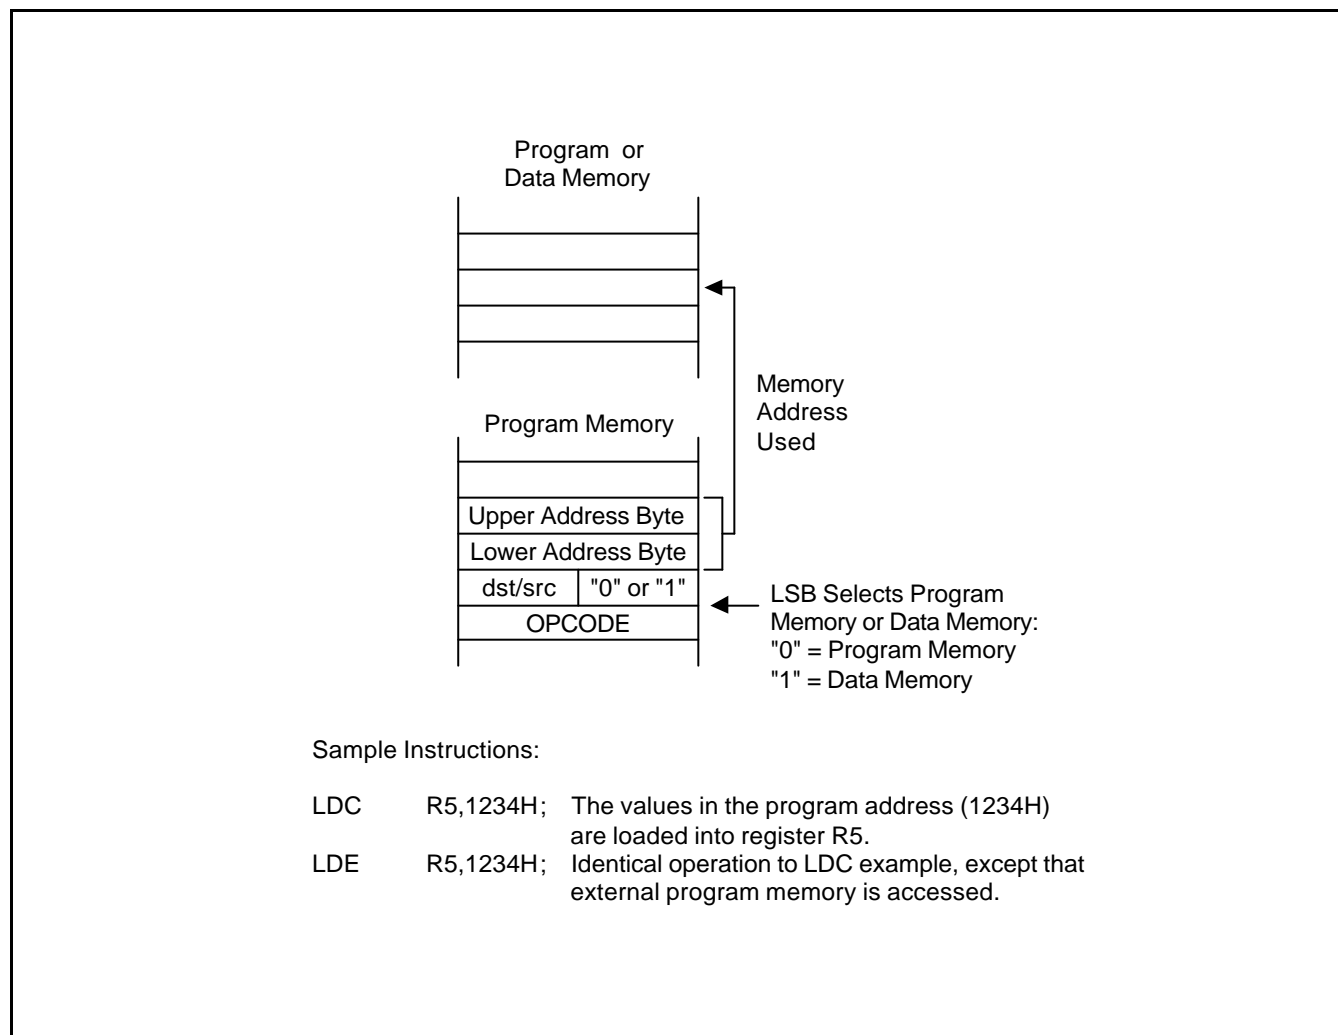 Program or
Data Memory
Memory
Address
Used
Program Memory
Upper Address Byte
Lower Address Byte
dst/src "0" or "1"
OPCODE
LSB Selects Program
Memory or Data Memory:
"0" = Program Memory
"1" = Data Memory
Sample Instructions:
LDC R5,1234H; The values in the program address (1234H)
are loaded into register R5.
LDE R5,1234H; Identical operation to LDC example, except that
external program memory is accessed.